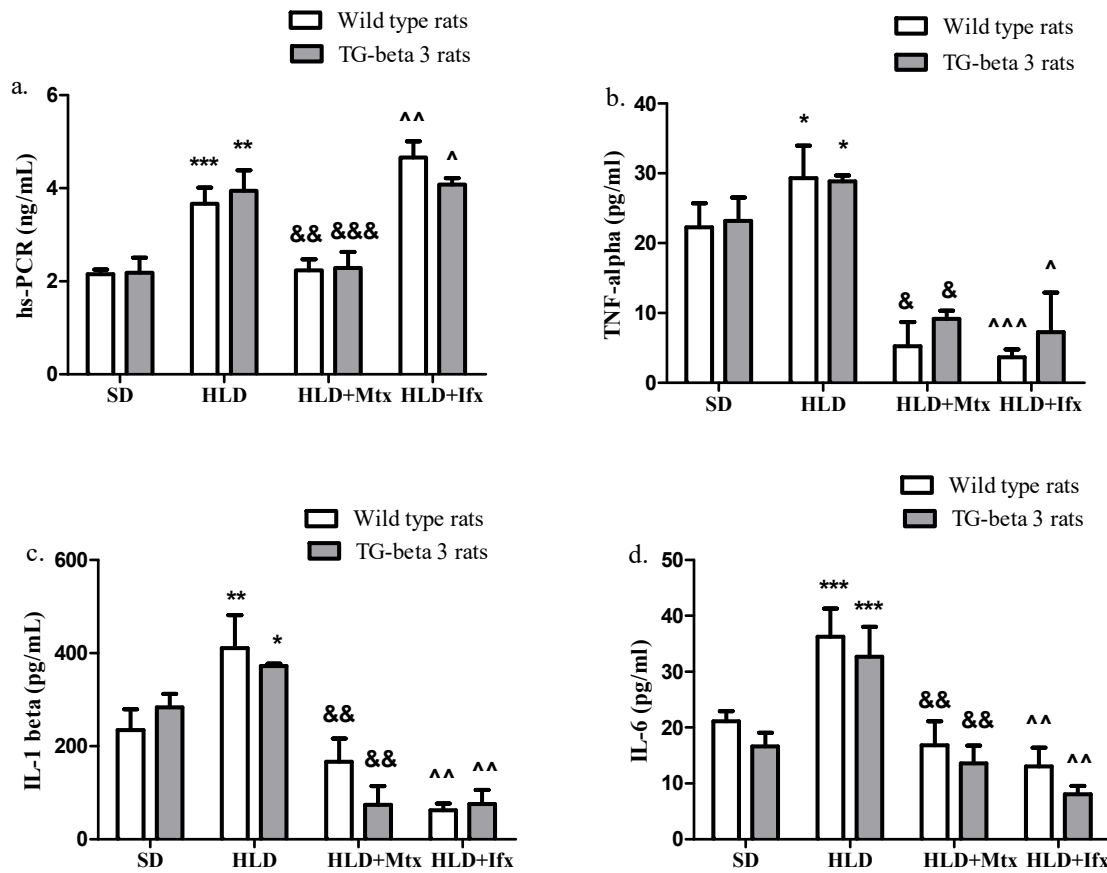 Wild type rats
TG-beta 3 rats
a.
hs-PCR (ng/mL)
6
4
2
0
***
**
&&
&&&
^^
^
SD
HLD
HLD+Mtx
HLD+Ifx
Wild type rats
TG-beta 3 rats
b.
TNF-alpha (pg/ml)
40
30
20
10
0
*
*
&
&
^^^
^
SD
HLD
HLD+Mtx
HLD+Ifx
Wild type rats
TG-beta 3 rats
c.
IL-1 beta (pg/mL)
600
400
200
0
**
*
&&
&&
^^
^^
SD
HLD
HLD+Mtx
HLD+Ifx
Wild type rats
TG-beta 3 rats
d.
IL-6 (pg/ml)
50
40
30
20
10
0
***
***
&&
&&
^^
^^
SD
HLD
HLD+Mtx
HLD+Ifx